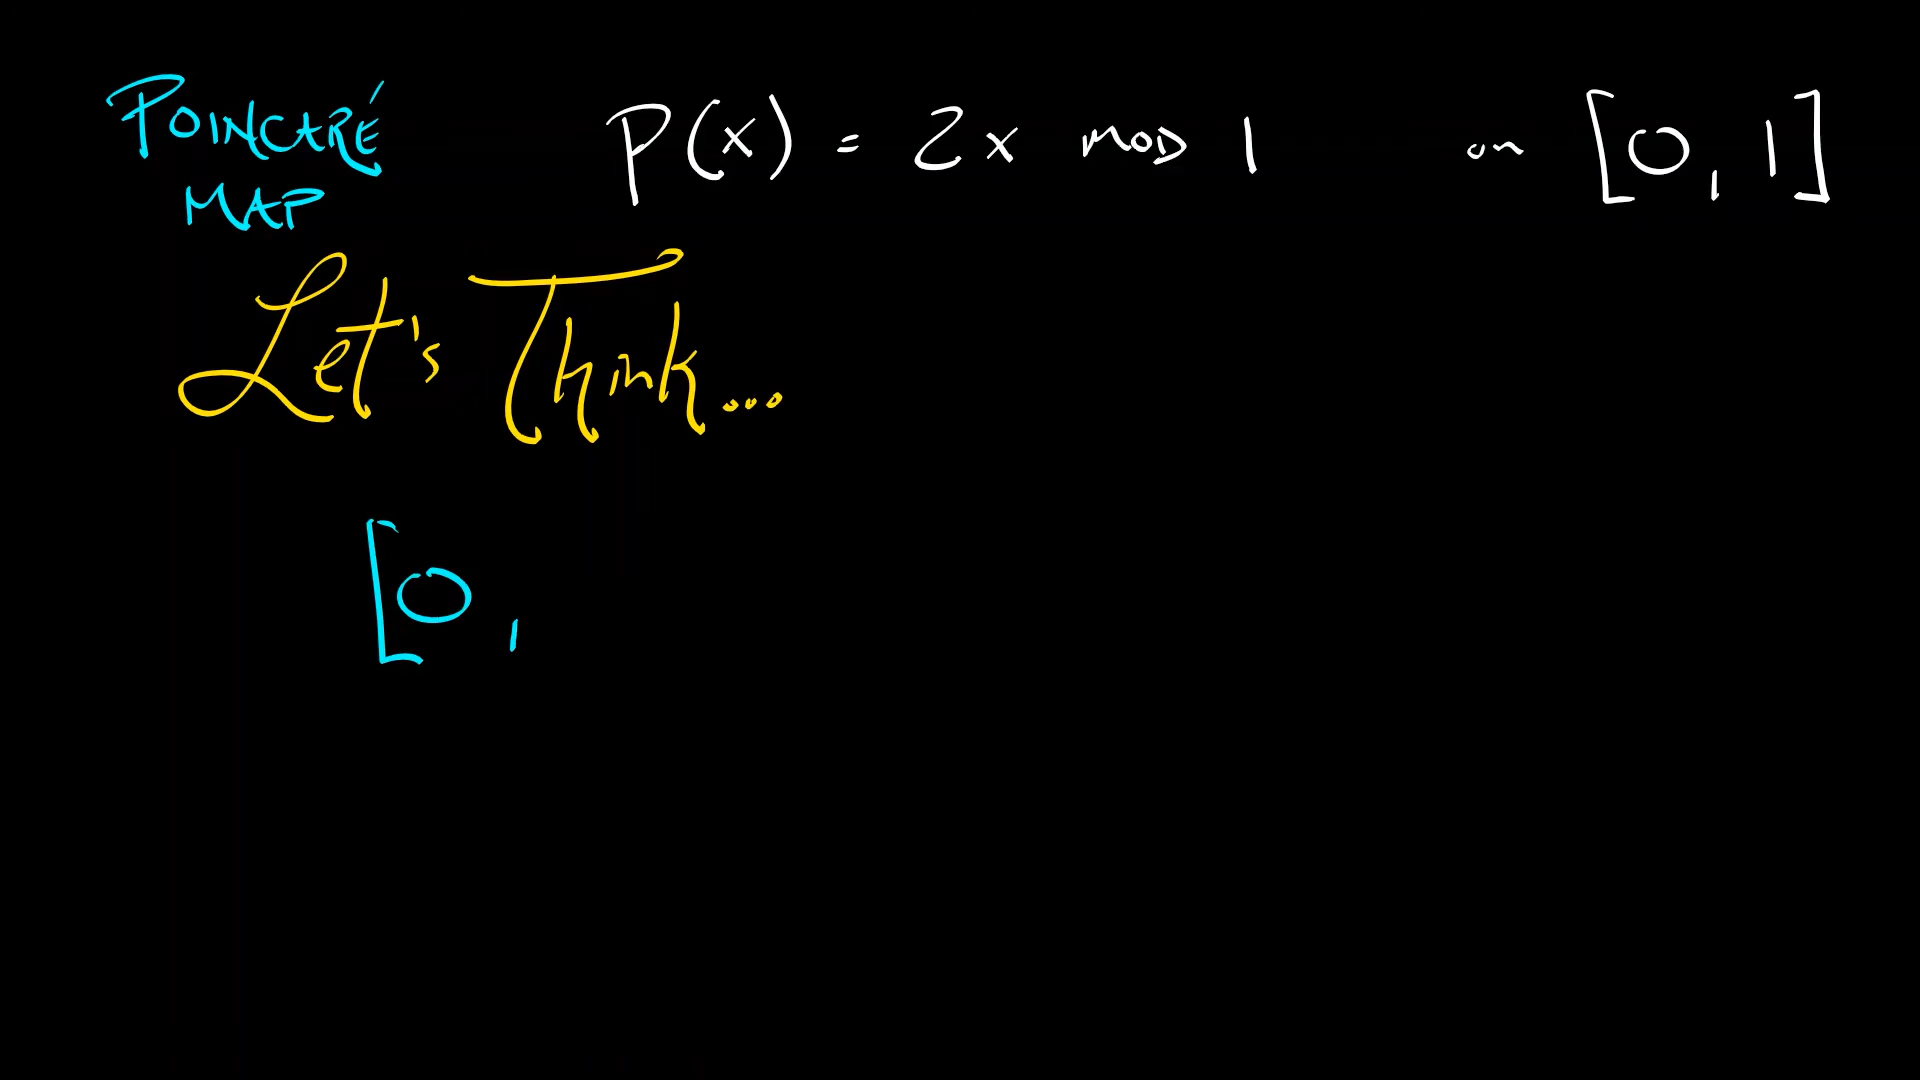 POINCARÉ MAP
P(x) = 2x MOD 1 on [0, 1]
Let's Think...
[0,